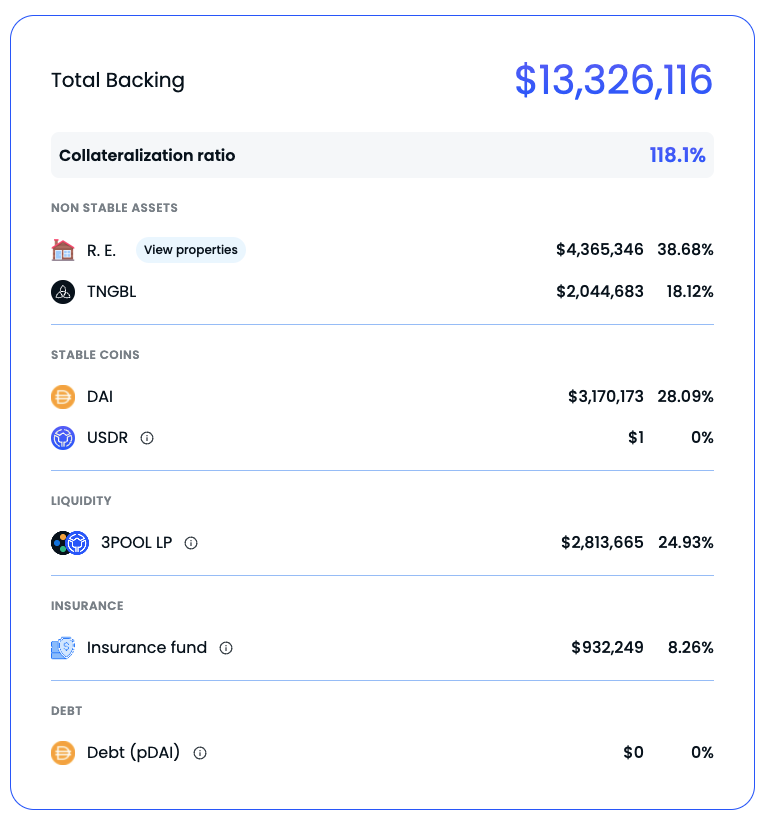 Total Backing $13,326,116
Collateralization ratio 118.1%
NON STABLE ASSETS
R. E. View properties $4,365,346 38.68%
TNGBL $2,044,683 18.12%
STABLE COINS
DAI $3,170,173 28.09%
USDR $1 0%
LIQUIDITY
3POOL LP $2,813,665 24.93%
INSURANCE
Insurance fund $932,249 8.26%
DEBT
Debt (pDAI) $0 0%